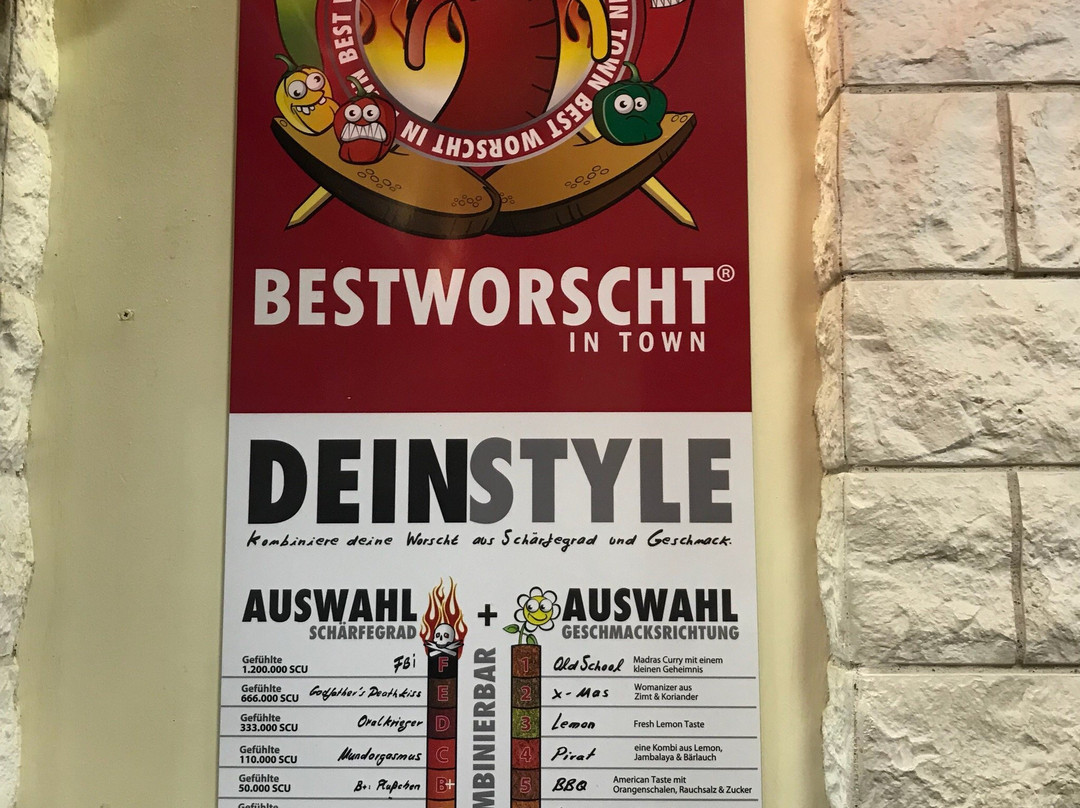 BEST WORSCHT IN TOWN BEST
BESTWORSCHT®
IN TOWN
DEINSTYLE
Kombiniere deine Worscht aus Schärfegrad und Geschmack.
AUSWAHL
SCHÄRFEGRAD
+
AUSWAHL
GESCHMACKSRICHTUNG
Gefühlte
1.200.000 SCU
FBi
F
Gefühlte
666.000 SCU
Godfather's Deathkiss
E
Gefühlte
333.000 SCU
Oralkrieger
D
Gefühlte
110.000 SCU
Mundorgasmus
C
Gefühlte
50.000 SCU
B+: Pläßchen
B+
Gefühlte
MBINIERBAR
1
Old School
Madras Curry mit einem
kleinen Geheimnis
2
X-Mas
Womanizer aus
Zimt & Koriander
3
Lemon
Fresh Lemon Taste
4
Pirat
eine Kombi aus Lemon,
Jambalaya & Bärlauch
5
BBQ
American Taste mit
Orangenschalen, Rauchsalz & Zucker